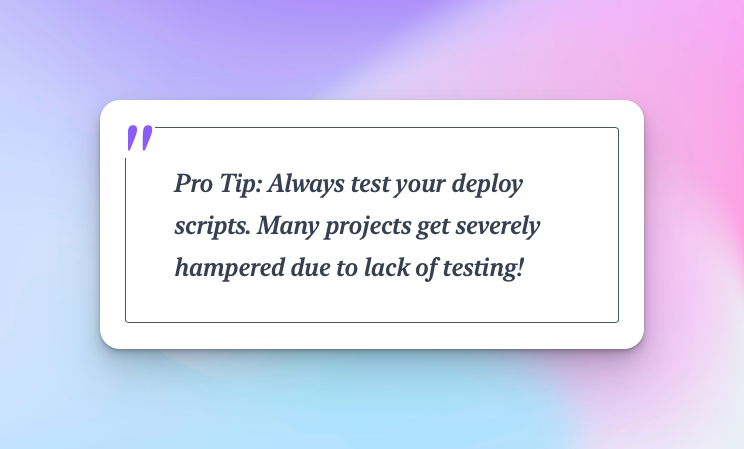 Pro Tip: Always test your deploy
scripts. Many projects get severely
hampered due to lack of testing!